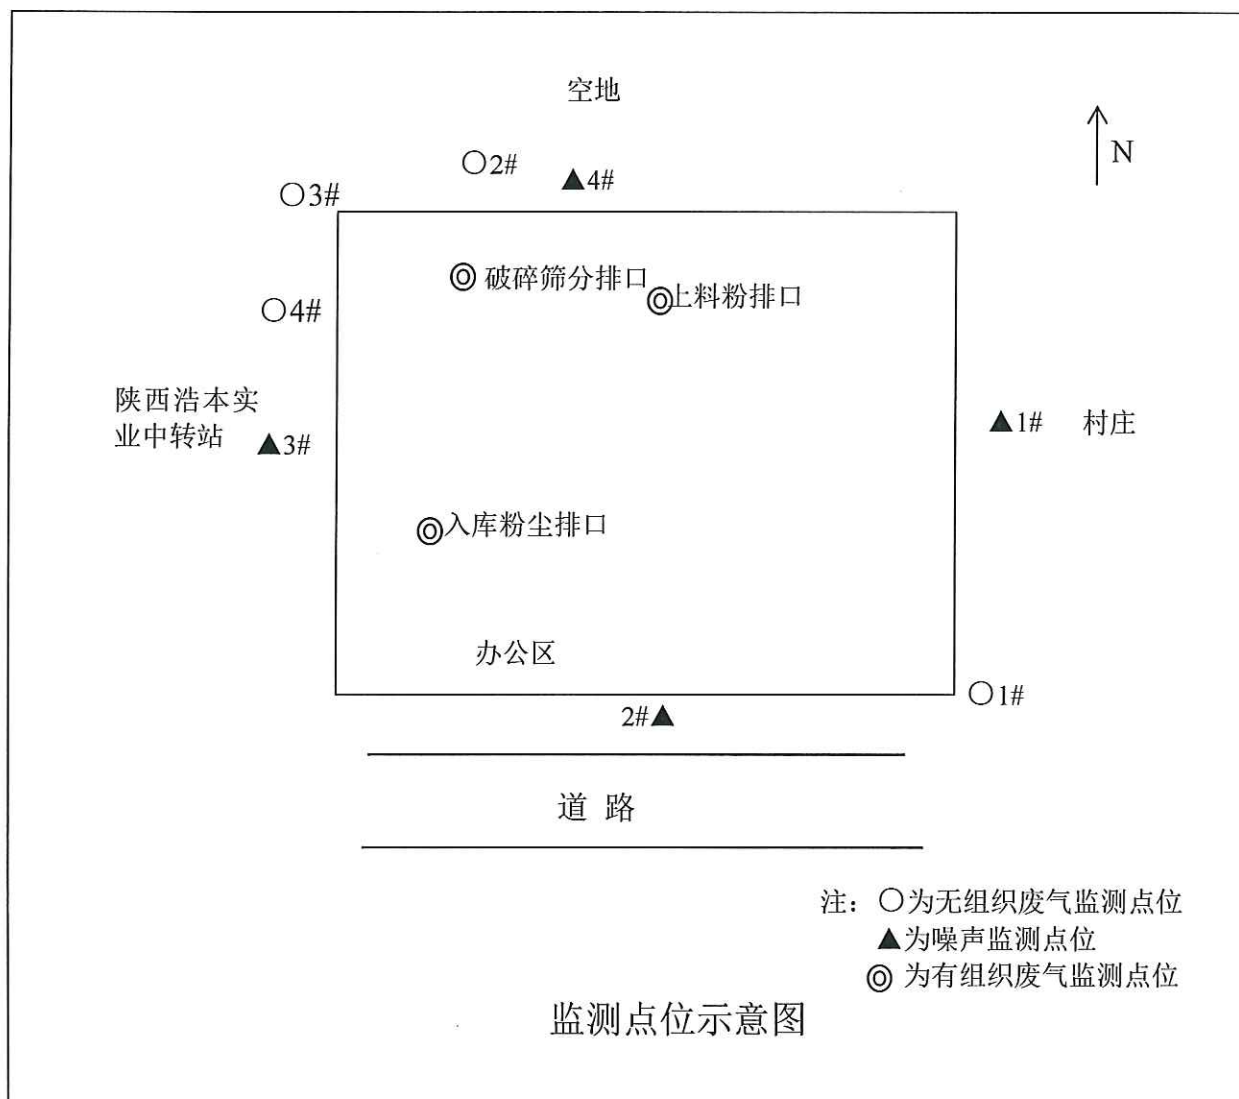 空地
N
○2#
▲4#
○3#
◎ 破碎筛分排口
◎上料粉排口
○4#
陕西浩本实
业中转站
▲3#
▲1#
村庄
◎入库粉尘排口
办公区
○1#
2#▲
道 路
注：○为无组织废气监测点位
▲为噪声监测点位
◎ 为有组织废气监测点位
监测点位示意图